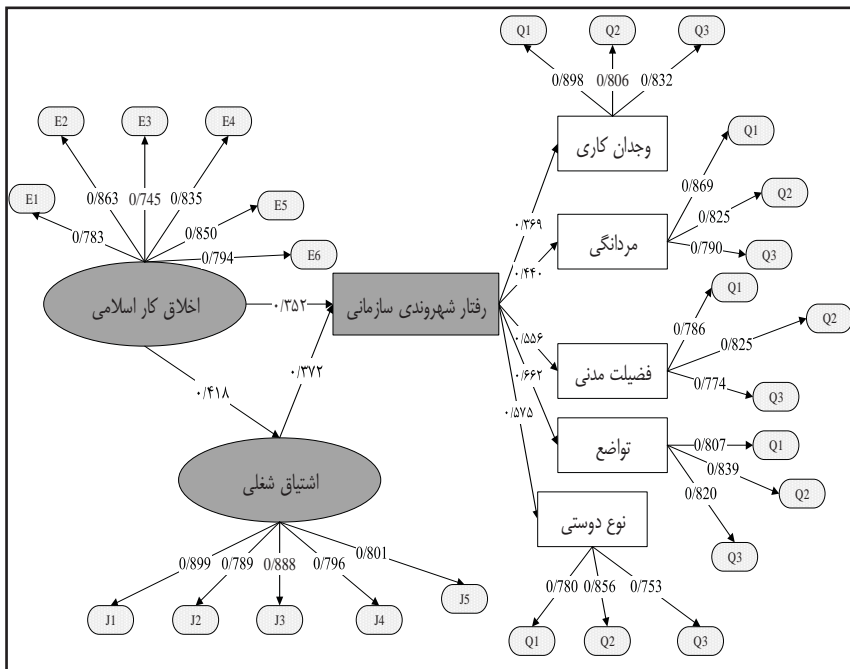 Q1
Q2
Q3
0/898
0/806
0/832
وجدان کاری
E2
E3
E4
E1
E5
E6
0/783
0/863
0/745
0/835
0/850
0/794
اخلاق کار اسلامی
۰/۳۵۲
رفتار شهروندی سازمانی
۰/۳۶۹
۰/۴۴۰
۰/۵۵۶
۰/۶۶۲
۰/۵۷۵
Q1
0/869
Q2
0/825
0/790
Q3
مردانگی
Q1
0/786
Q2
0/825
0/774
Q3
فضیلت مدنی
۰/۴۱۸
۰/۳۷۲
تواضع
0/807
Q1
0/839
Q2
0/820
Q3
اشتیاق شغلی
نوع دوستی
0/899
0/789
0/888
0/796
0/801
J1
J2
J3
J4
J5
0/780
0/856
0/753
Q1
Q2
Q3